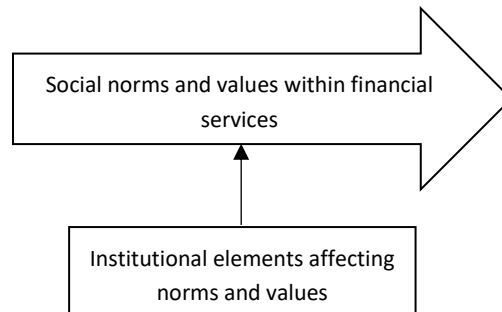 Social norms and values within financial
services
Institutional elements affecting
norms and values